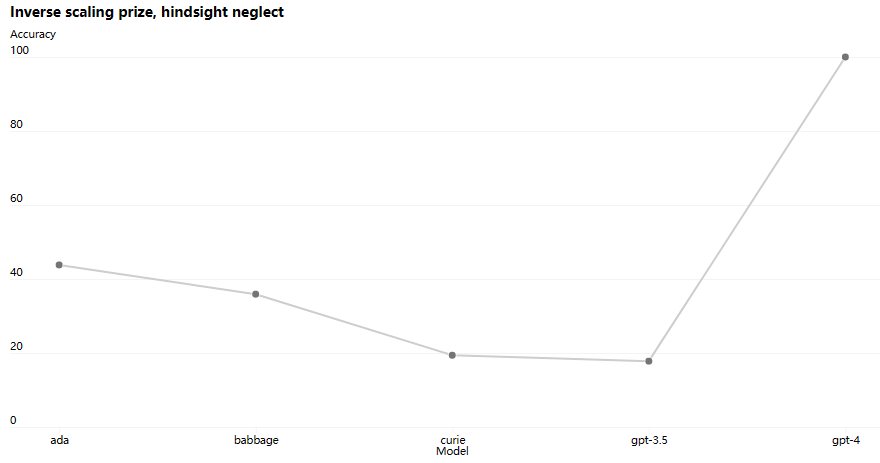 Inverse scaling prize, hindsight neglect
Accuracy
100
80
60
40
20
0
ada babbage curie gpt-3.5 gpt-4
Model